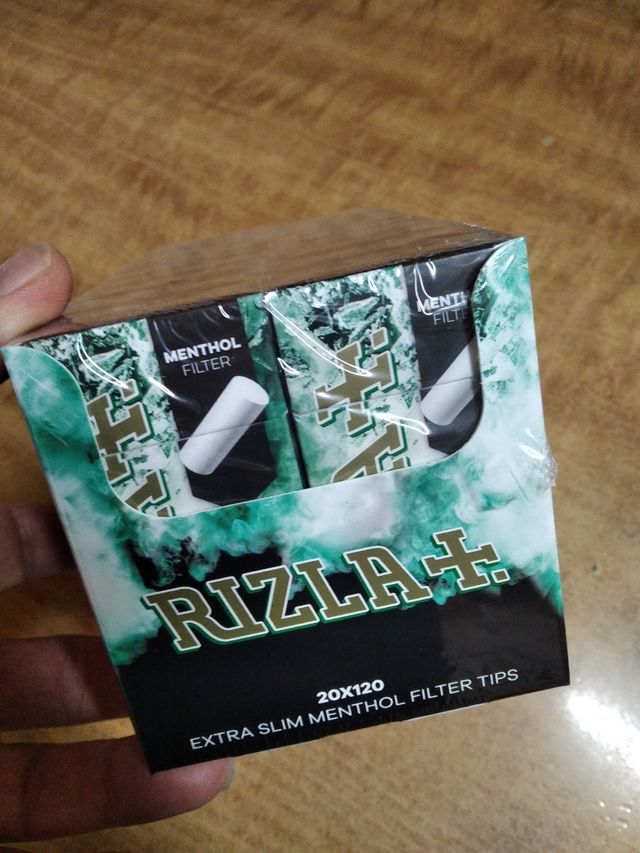 MENTHOL
FILTER
RIZLA+.
20X120
EXTRA SLIM MENTHOL FILTER TIPS